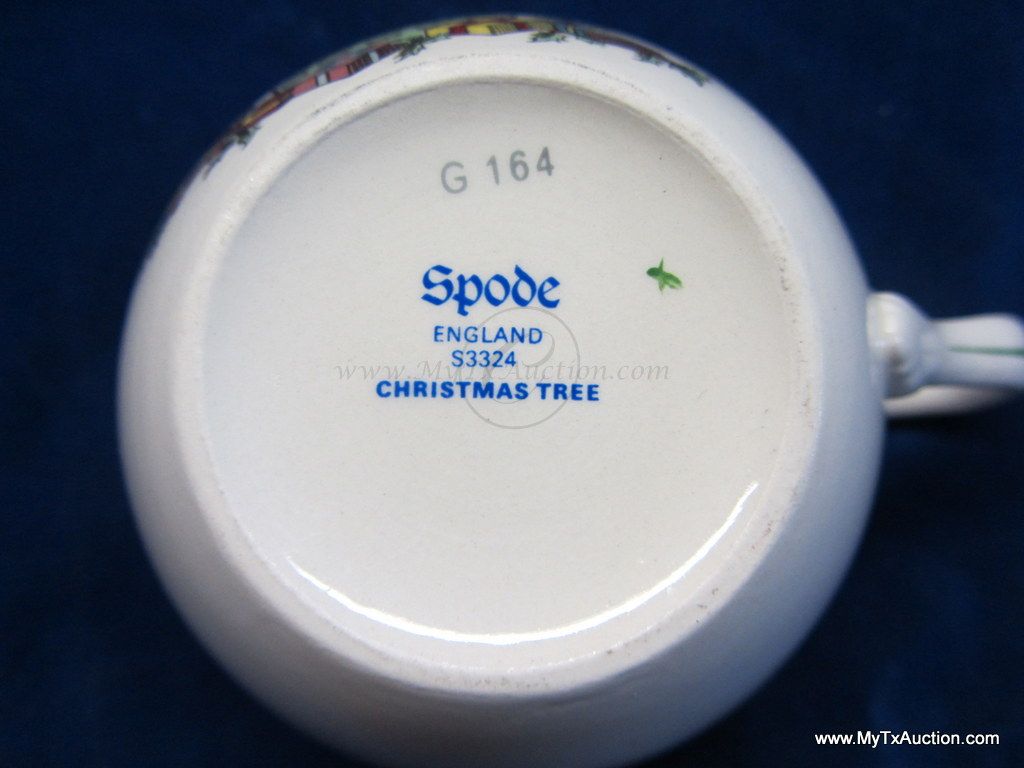 G 164
Spode
ENGLAND
S3324
www.MyTxAuction.com
CHRISTMAS TREE
www.MyTxAuction.com